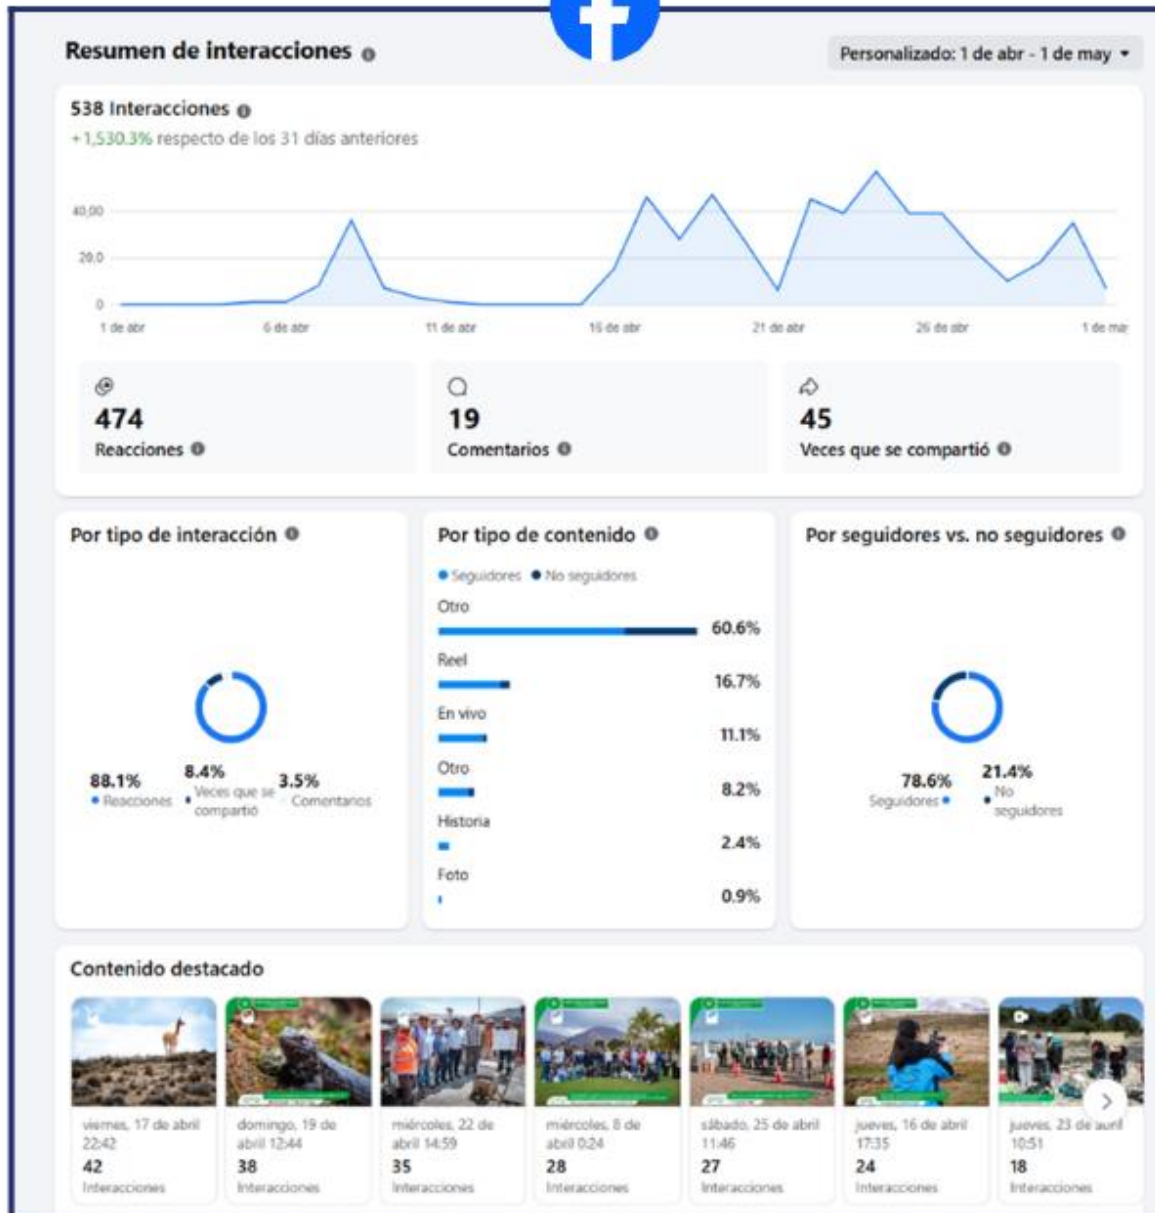 Resumen de interacciones
Personalizado: 1 de abr - 1 de may
538 Interacciones
+1,530.3% respecto de los 31 días anteriores
40,00
20.0
0
1 de abr
6 de abr
11 de abr
16 de abr
21 de abr
26 de abr
1 de may
474
Reacciones
19
Comentarios
45
Veces que se compartió
Por tipo de interacción
88.1%
Reacciones
8.4%
Veces que se
compartió
3.5%
Comentarios
Por tipo de contenido
Seguidores No seguidores
Otro
60.6%
Reel
16.7%
En vivo
11.1%
Otro
8.2%
Historia
2.4%
Foto
0.9%
Por seguidores vs. no seguidores
78.6%
Seguidores
21.4%
No
seguidores
Contenido destacado
viernes, 17 de abril
22:42
42
Interacciones
domingo, 19 de
abril 12:44
38
Interacciones
miércoles, 22 de
abril 14:59
35
Interacciones
miércoles, 8 de
abril 0:24
28
Interacciones
sábado, 25 de abril
11:46
27
Interacciones
jueves, 16 de abril
17:35
24
Interacciones
jueves, 23 de abril
10:51
18
Interacciones